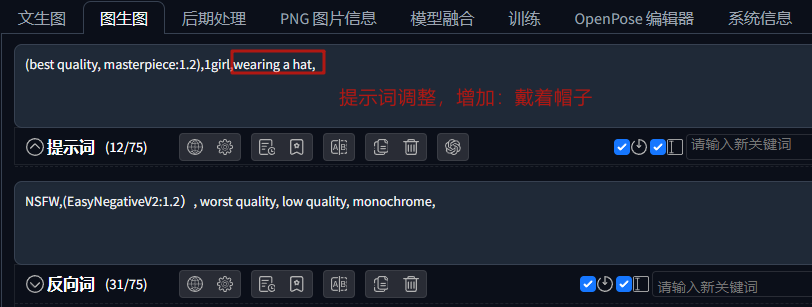 文生图 图生图 后期处理 PNG 图片信息 模型融合 训练 OpenPose 编辑器 系统信息
(best quality, masterpiece:1.2),1girl,wearing a hat,
提示词调整，增加：戴着帽子
提示词 (12/75) 请输入新关键词
NSFW,(EasyNegativeV2:1.2）, worst quality, low quality, monochrome,
反向词 (31/75) 请输入新关键词